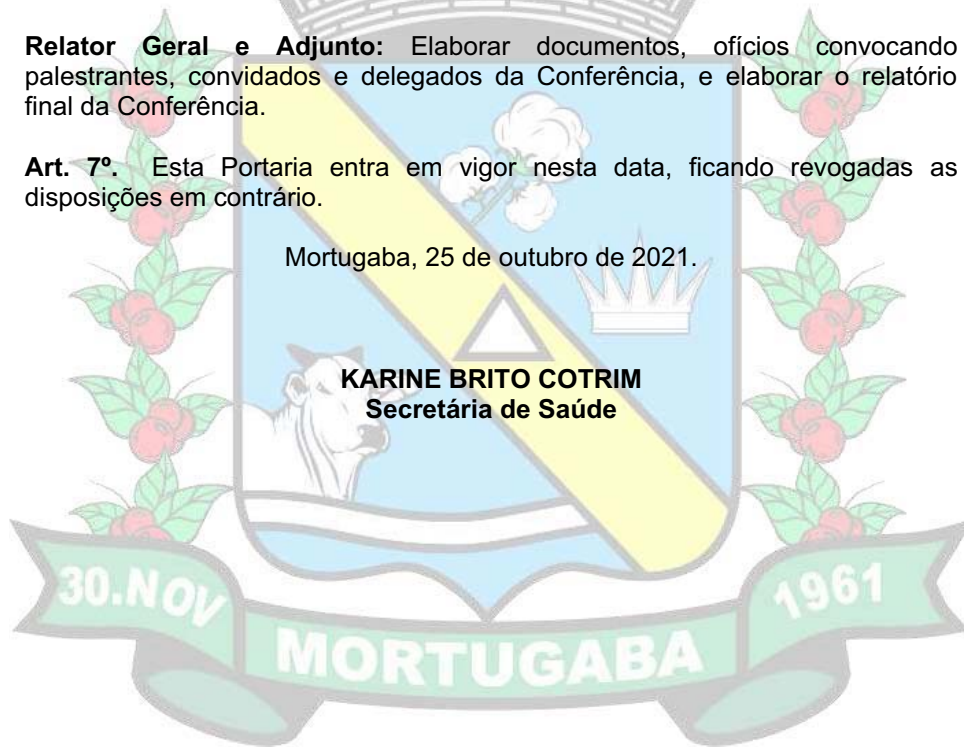 Relator Geral e Adjunto: Elaborar documentos, ofícios convocando
palestrantes, convidados e delegados da Conferência, e elaborar o relatório
final da Conferência.
Art. 7º. Esta Portaria entra em vigor nesta data, ficando revogadas as
disposições em contrário.
Mortugaba, 25 de outubro de 2021.
KARINE BRITO COTRIM
Secretária de Saúde
30.NOV
1961
MORTUGABA